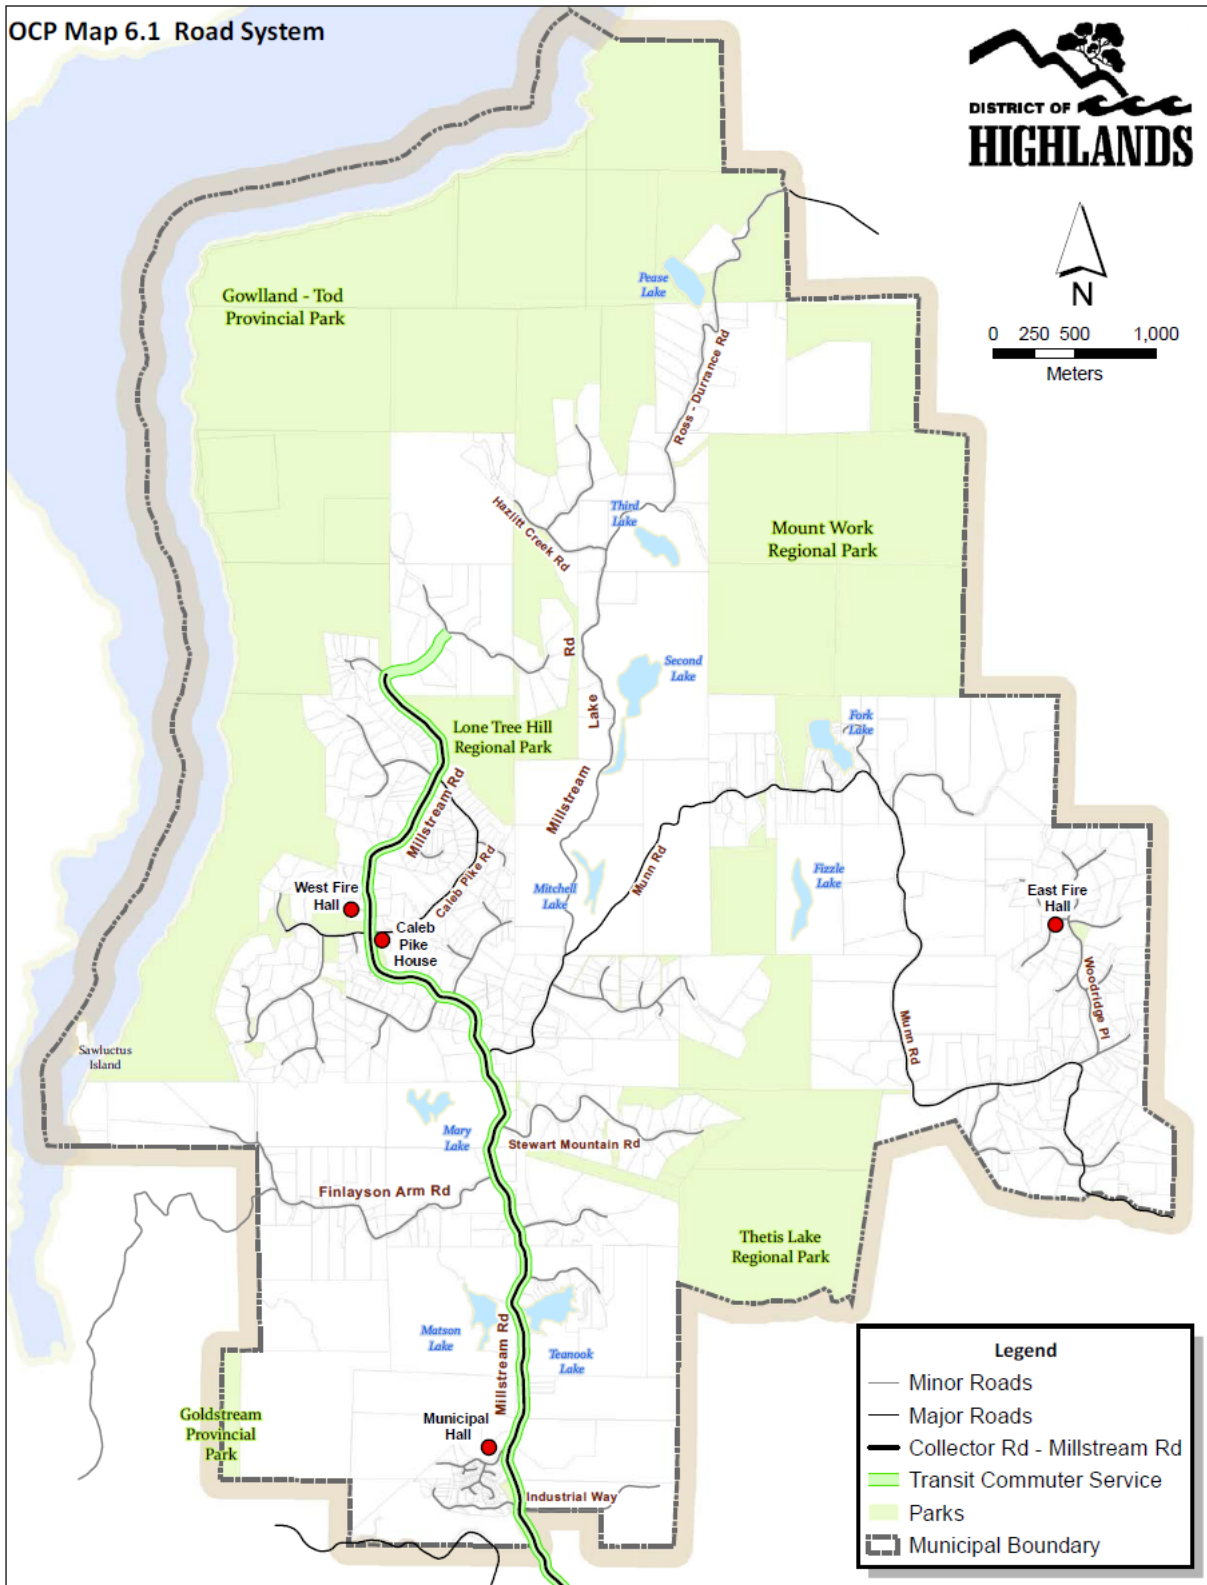 OCP Map 6.1 Road System
DISTRICT OF
HIGHLANDS
N
0 250 500 1,000
Meters
Pease
Lake
Gowlland - Tod
Provincial Park
Ross - Durrance Rd
Hazlitt Creek Rd
Third
Lake
Mount Work
Regional Park
Millstream Lake Rd
Second
Lake
Lone Tree Hill
Regional Park
Fork
Lake
Millstream Rd
Caleb Pike Rd
Munn Rd
Mitchell
Lake
Fizzle
Lake
West Fire
Hall
East Fire
Hall
Caleb
Pike
House
Woodridge Pl
Munn Rd
Sawluctus
Island
Mary
Lake
Stewart Mountain Rd
Finlayson Arm Rd
Thetis Lake
Regional Park
Matson
Lake
Millstream Rd
Teanook
Lake
Goldstream
Provincial
Park
Municipal
Hall
Industrial Way
Legend
Minor Roads
Major Roads
Collector Rd - Millstream Rd
Transit Commuter Service
Parks
Municipal Boundary